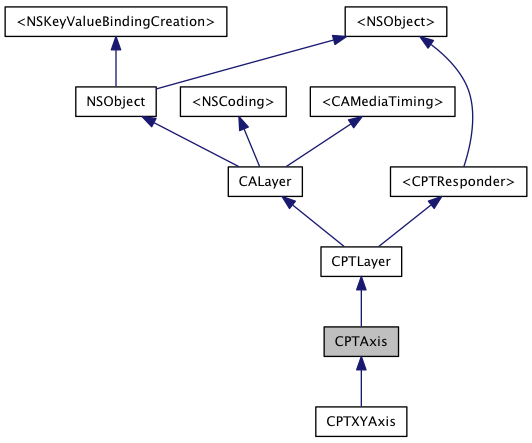 <NSKeyValueBindingCreation>
<NSObject>
NSObject
<NSCoding>
<CAMediaTiming>
CALayer
<CPTResponder>
CPTLayer
CPTAxis
CPTXYAxis